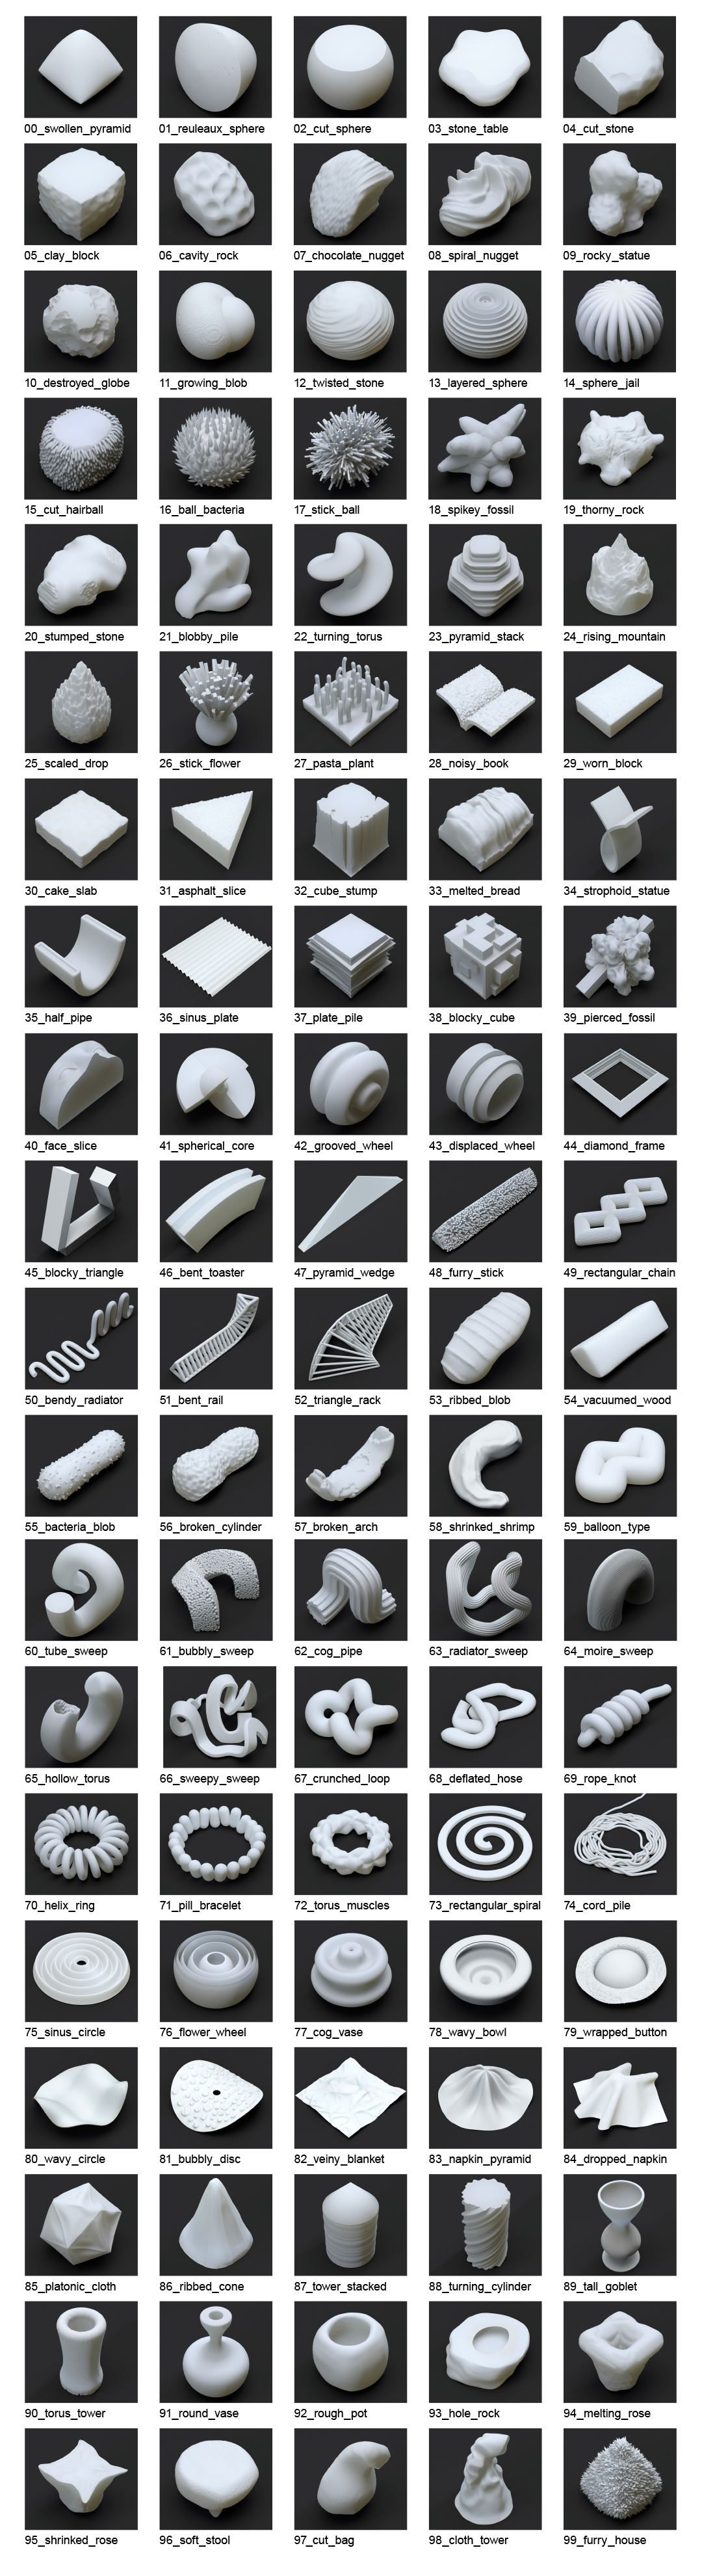 00_swollen_pyramid
01_reuleaux_sphere
02_cut_sphere
03_stone_table
04_cut_stone
05_clay_block
06_cavity_rock
07_chocolate_nugget
08_spiral_nugget
09_rocky_statue
10_destroyed_globe
11_growing_blob
12_twisted_stone
13_layered_sphere
14_sphere_jail
15_cut_hairball
16_ball_bacteria
17_stick_ball
18_spikey_fossil
19_thorny_rock
20_stumped_stone
21_blobby_pile
22_turning_torus
23_pyramid_stack
24_rising_mountain
25_scaled_drop
26_stick_flower
27_pasta_plant
28_noisy_book
29_worn_block
30_cake_slab
31_asphalt_slice
32_cube_stump
33_melted_bread
34_strophoid_statue
35_half_pipe
36_sinus_plate
37_plate_pile
38_blocky_cube
39_pierced_fossil
40_face_slice
41_spherical_core
42_grooved_wheel
43_displaced_wheel
44_diamond_frame
45_blocky_triangle
46_bent_toaster
47_pyramid_wedge
48_furry_stick
49_rectangular_chain
50_bendy_radiator
51_bent_rail
52_triangle_rack
53_ribbed_blob
54_vacuumed_wood
55_bacteria_blob
56_broken_cylinder
57_broken_arch
58_shrinked_shrimp
59_balloon_type
60_tube_sweep
61_bubbly_sweep
62_cog_pipe
63_radiator_sweep
64_moire_sweep
65_hollow_torus
66_sweepy_sweep
67_crunched_loop
68_deflated_hose
69_rope_knot
70_helix_ring
71_pill_bracelet
72_torus_muscles
73_rectangular_spiral
74_cord_pile
75_sinus_circle
76_flower_wheel
77_cog_vase
78_wavy_bowl
79_wrapped_button
80_wavy_circle
81_bubbly_disc
82_veiny_blanket
83_napkin_pyramid
84_dropped_napkin
85_platonic_cloth
86_ribbed_cone
87_tower_stacked
88_turning_cylinder
89_tall_goblet
90_torus_tower
91_round_vase
92_rough_pot
93_hole_rock
94_melting_rose
95_shrinked_rose
96_soft_stool
97_cut_bag
98_cloth_tower
99_furry_house